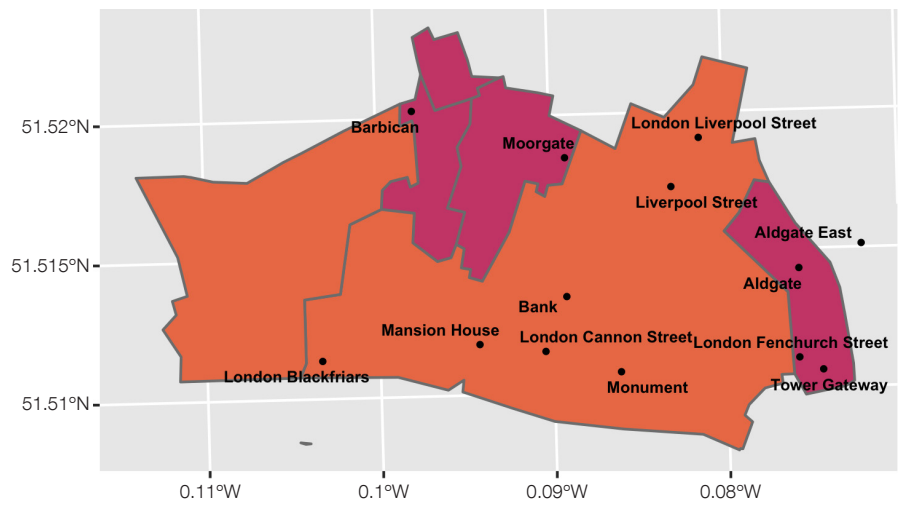 51.52°N
Barbican
London Liverpool Street
Moorgate
Liverpool Street
Aldgate East
51.515°N
Aldgate
Bank
Mansion House
London Cannon Street
London Fenchurch Street
London Blackfriars
Monument
Tower Gateway
51.51°N
0.11°W
0.1°W
0.09°W
0.08°W